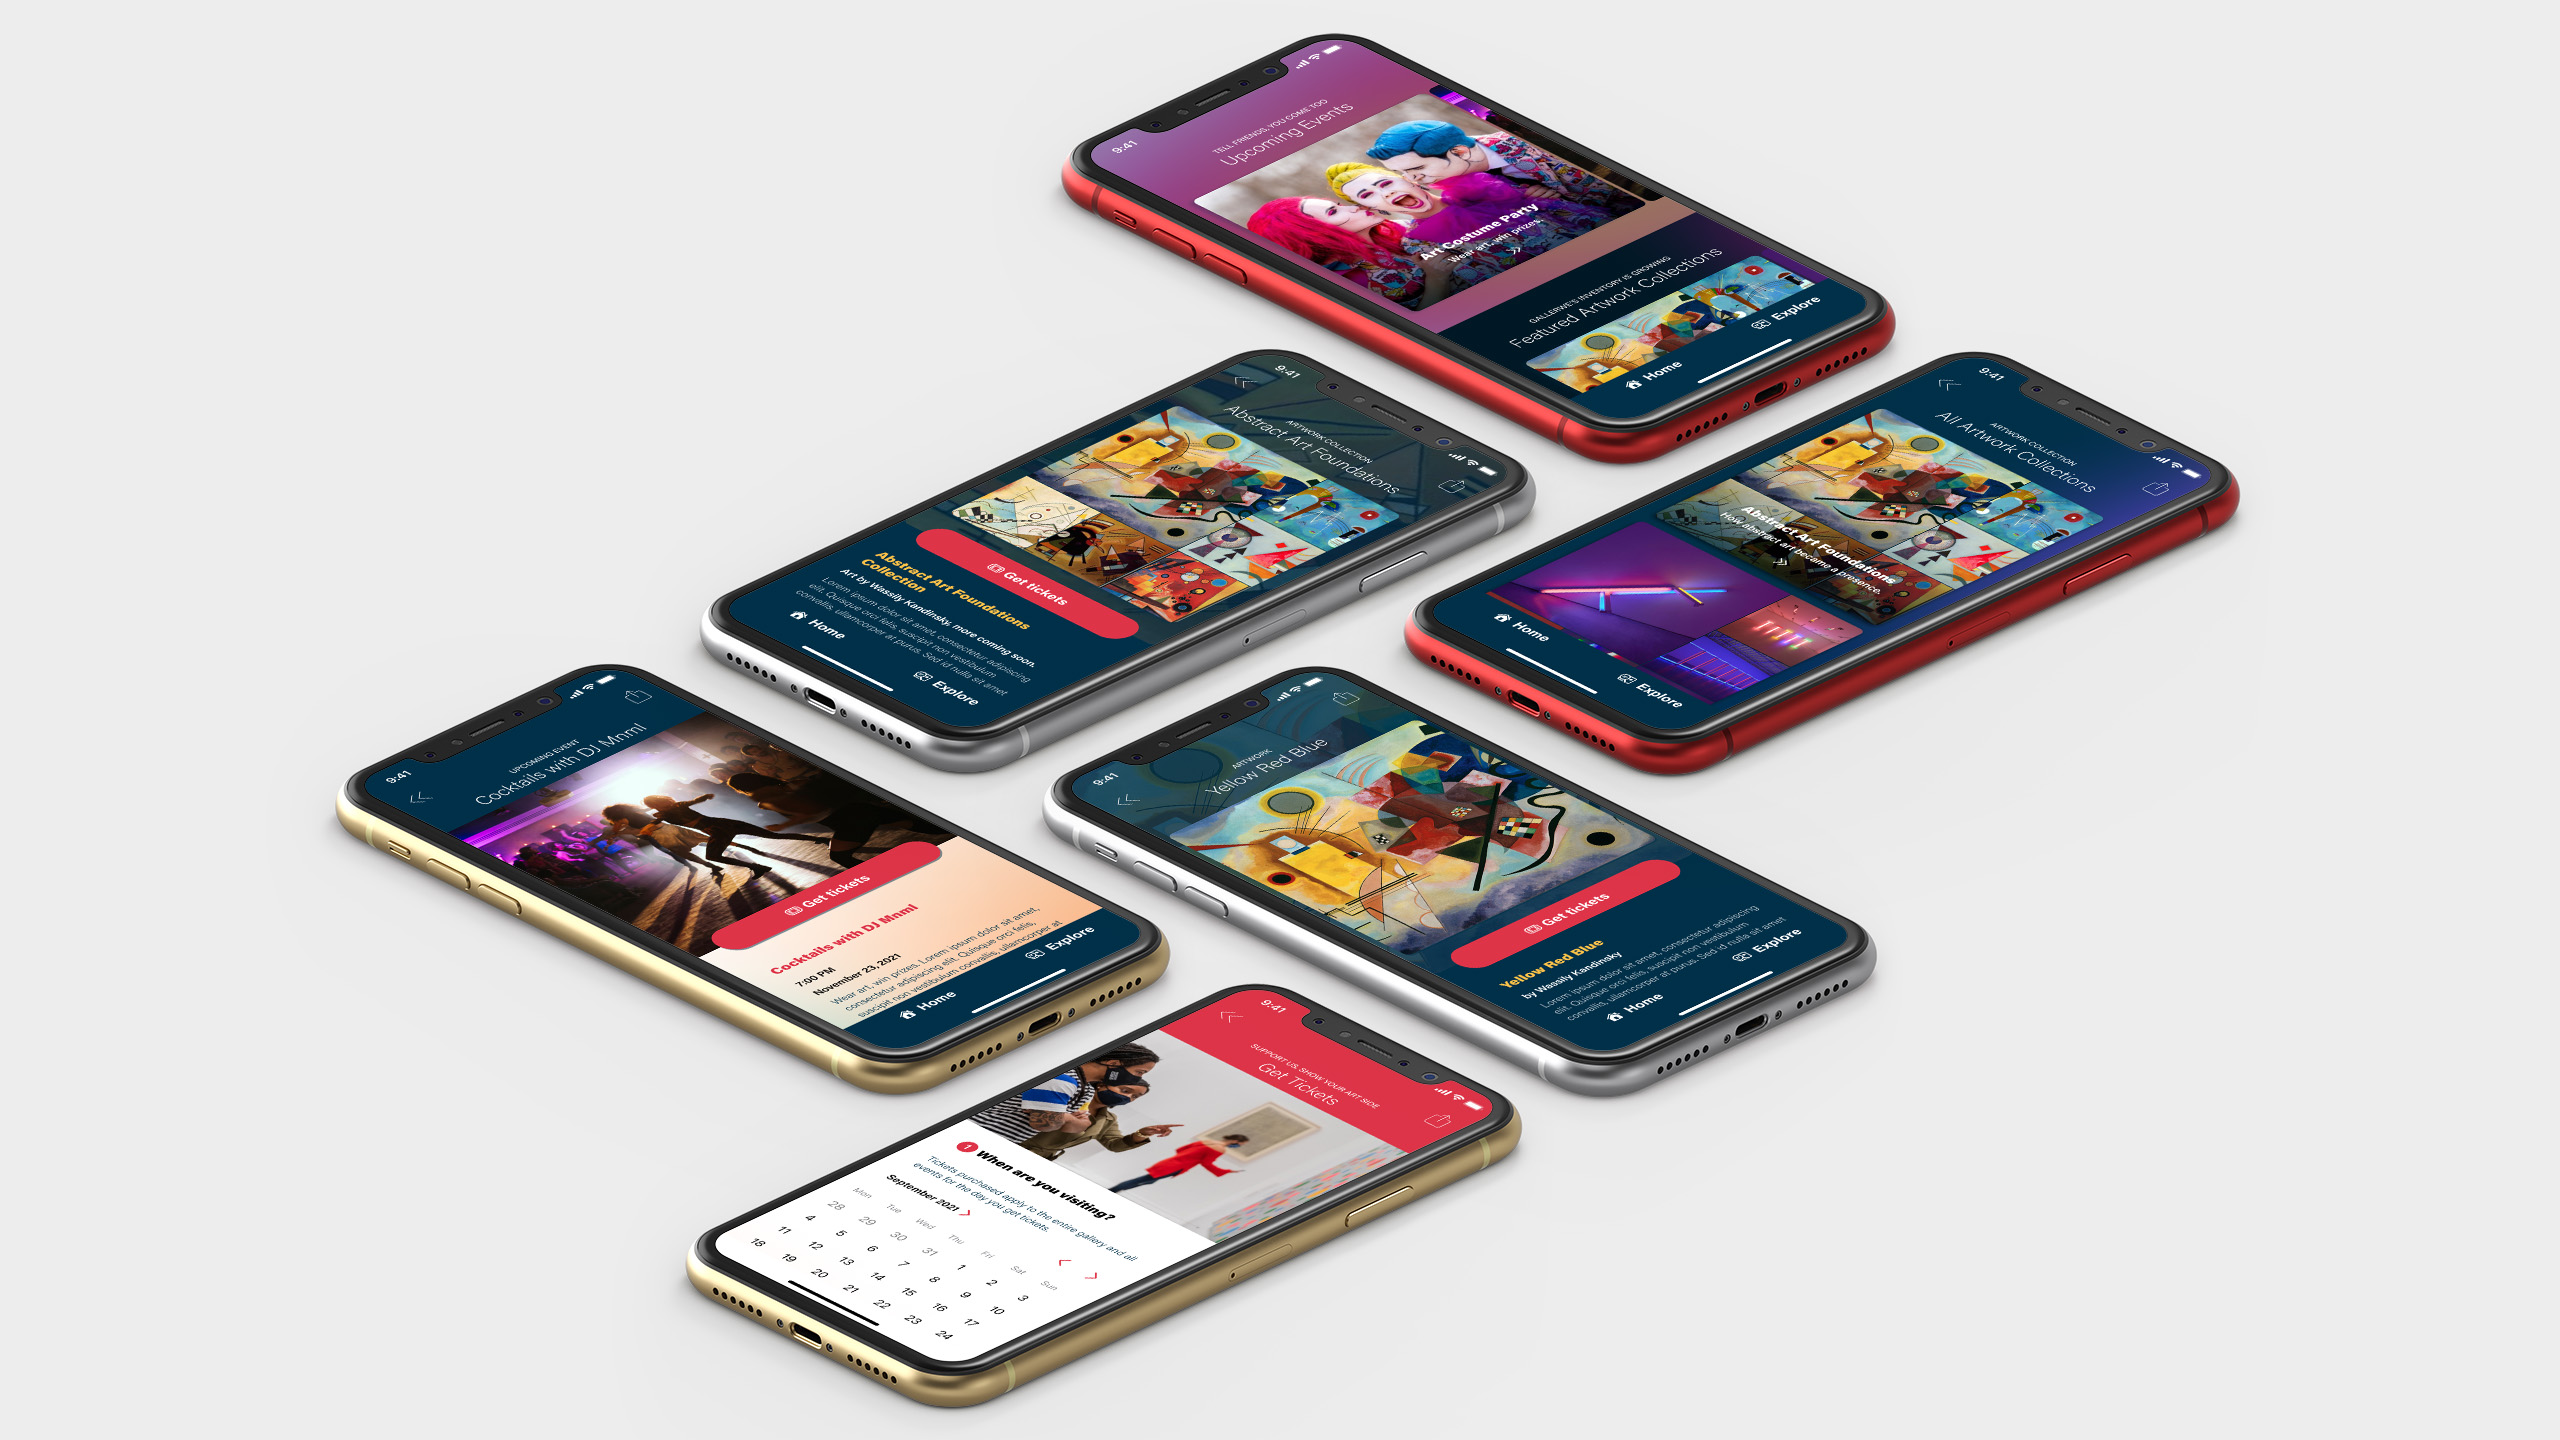 9:41
TELL FRIENDS, YOU COME TOO
Upcoming Events
Art Costume Party
Wear art, win prizes.
GALLERWE'S INVENTORY IS GROWING
Featured Artwork Collections
Home
Explore
9:41
ARTWORK COLLECTION
Abstract Art Foundations
Get tickets
Abstract Art Foundations
Collection
Art by Wassily Kandinsky, more coming soon.
Lorem ipsum dolor sit amet, consectetur adipiscing
elit. Quisque orci felis, suscipit non vestibulum
convallis, ullamcorper at purus. Sed id nulla sit amet
Home
Explore
9:41
ARTWORK COLLECTION
All Artwork Collections
Abstract Art Foundations
How abstract art became a presence.
Home
Explore
9:41
UPCOMING EVENT
Cocktails with DJ Mnml
Get tickets
Cocktails with DJ Mnml
7:00 PM
November 23, 2021
Wear art, win prizes. Lorem ipsum dolor sit amet,
consectetur adipiscing elit. Quisque orci felis,
suscipit non vestibulum convallis, ullamcorper at
Home
Explore
9:41
ARTWORK
Yellow Red Blue
Get tickets
Yellow Red Blue
by Wassily Kandinsky
Lorem ipsum dolor sit amet, consectetur adipiscing
elit. Quisque orci felis, suscipit non vestibulum
convallis, ullamcorper at purus. Sed id nulla sit amet
Home
Explore
9:41
SUPPORT US, SHOW YOUR ART SIDE
Get Tickets
1 When are you visiting?
Tickets purchased apply to the entire gallery and all
events for the day you get tickets.
September 2021
Mon Tue Wed Thu Fri Sat Sun
28 29 30 31 1 2 3
4 5 6 7 8 9 10
11 12 13 14 15 16 17
18 19 20 21 22 23 24